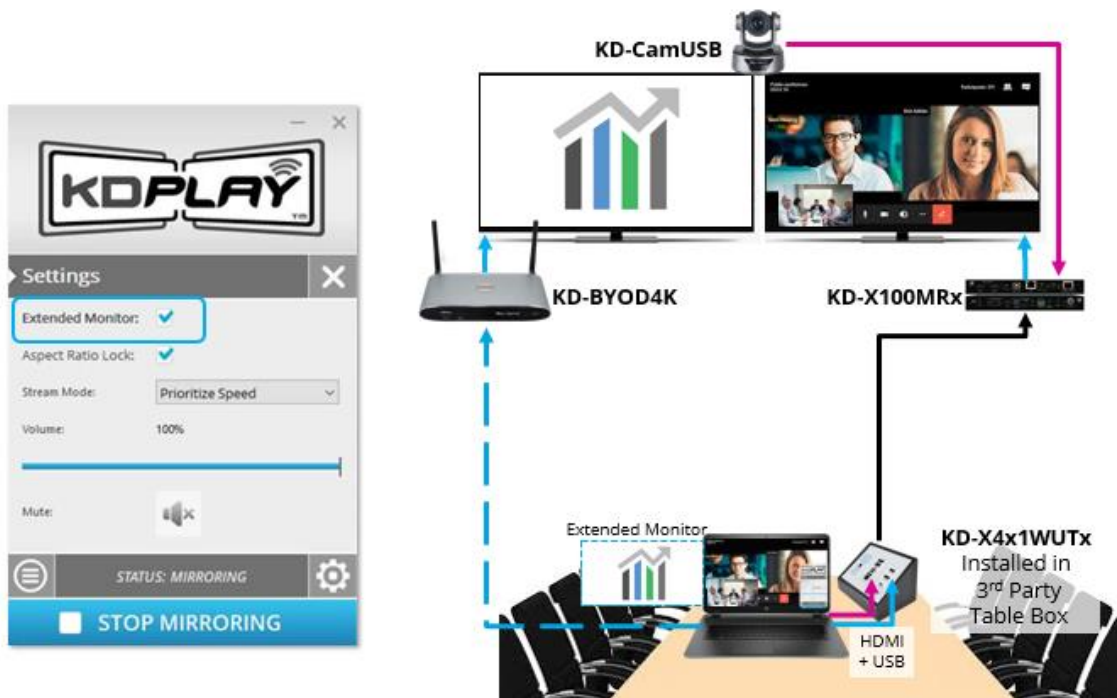 KDPLAY
TM
Settings
Extended Monitor:
Aspect Ratio Lock:
Stream Mode:
Prioritize Speed
Volume:
100%
Mute:
STATUS: MIRRORING
STOP MIRRORING
KD-CamUSB
KD-BYOD4K
KD-X100MRx
Extended Monitor
KD-X4x1WUTx
Installed in
3rd Party
Table Box
HDMI
+ USB